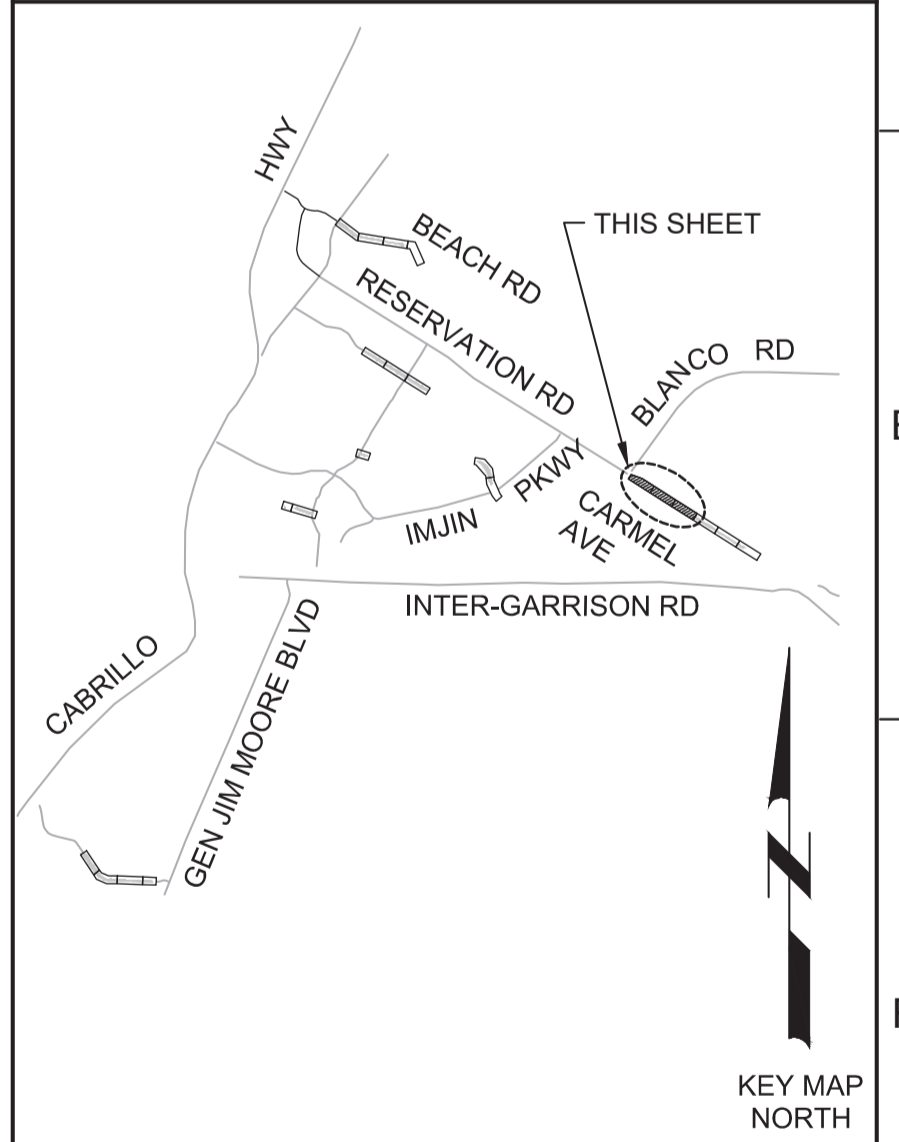 HWY
BEACH RD
THIS SHEET
RESERVATION RD
BLANCO RD
PKWY
IMJIN
CARMEL
AVE
INTER-GARRISON RD
CABRILLO
GEN JIM MOORE BLVD
N
KEY MAP
NORTH